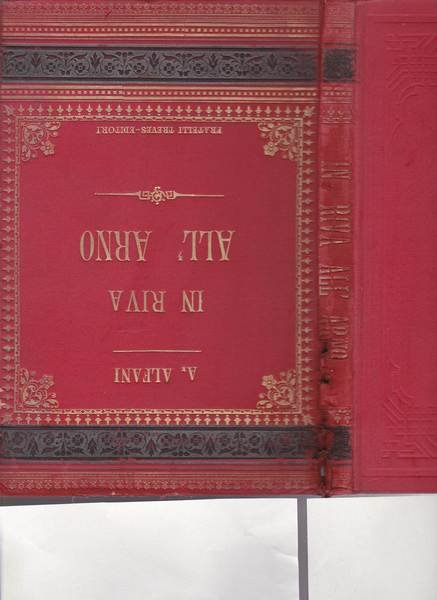 A. ALFANI
IN RIVA
ALL' ARNO
FRATELLI TREVES-EDITORI
IN RIVA ALL' ARNO